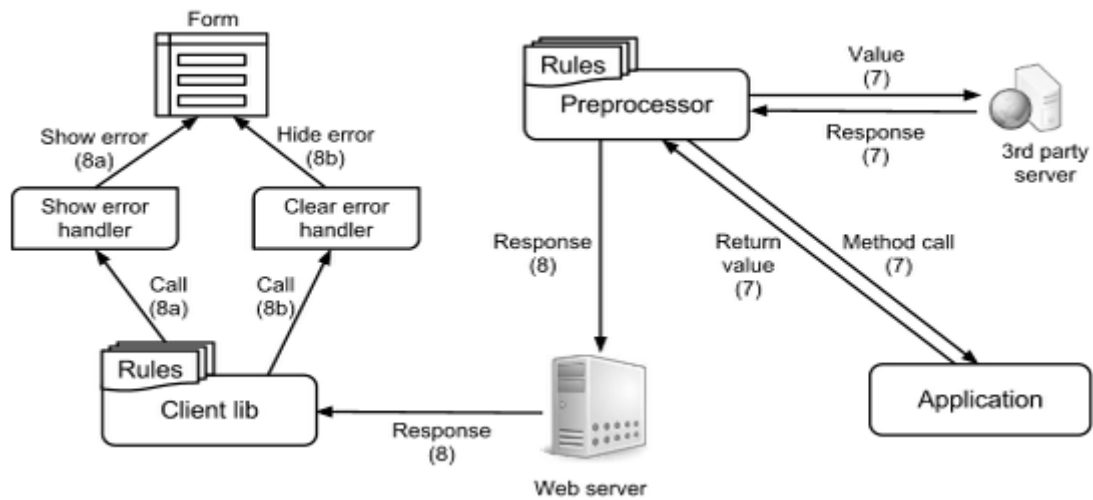 Form
Show error
(8a)
Hide error
(8b)
Show error
handler
Clear error
handler
Call
(8a)
Call
(8b)
Rules
Client lib
Response
(8)
Web server
Response
(8)
Rules
Preprocessor
Value
(7)
Response
(7)
3rd party
server
Return
value
(7)
Method call
(7)
Application